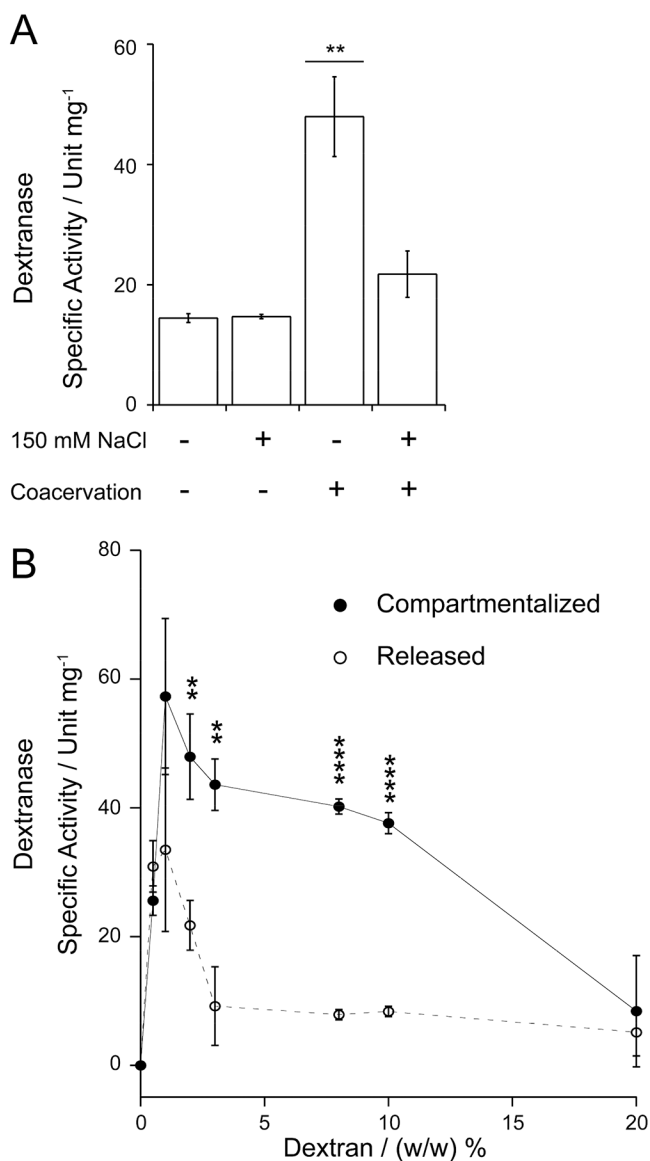 A
60
**
40
20
0
Dextranase
Specific Activity / Unit mg-1
150 mM NaCl - + - +
Coacervation - - + +
B
80
Compartmentalized
Released
60
**
**
****
****
40
20
0
Dextranase
Specific Activity / Unit mg-1
0 5 10 15 20
Dextran / (w/w) %